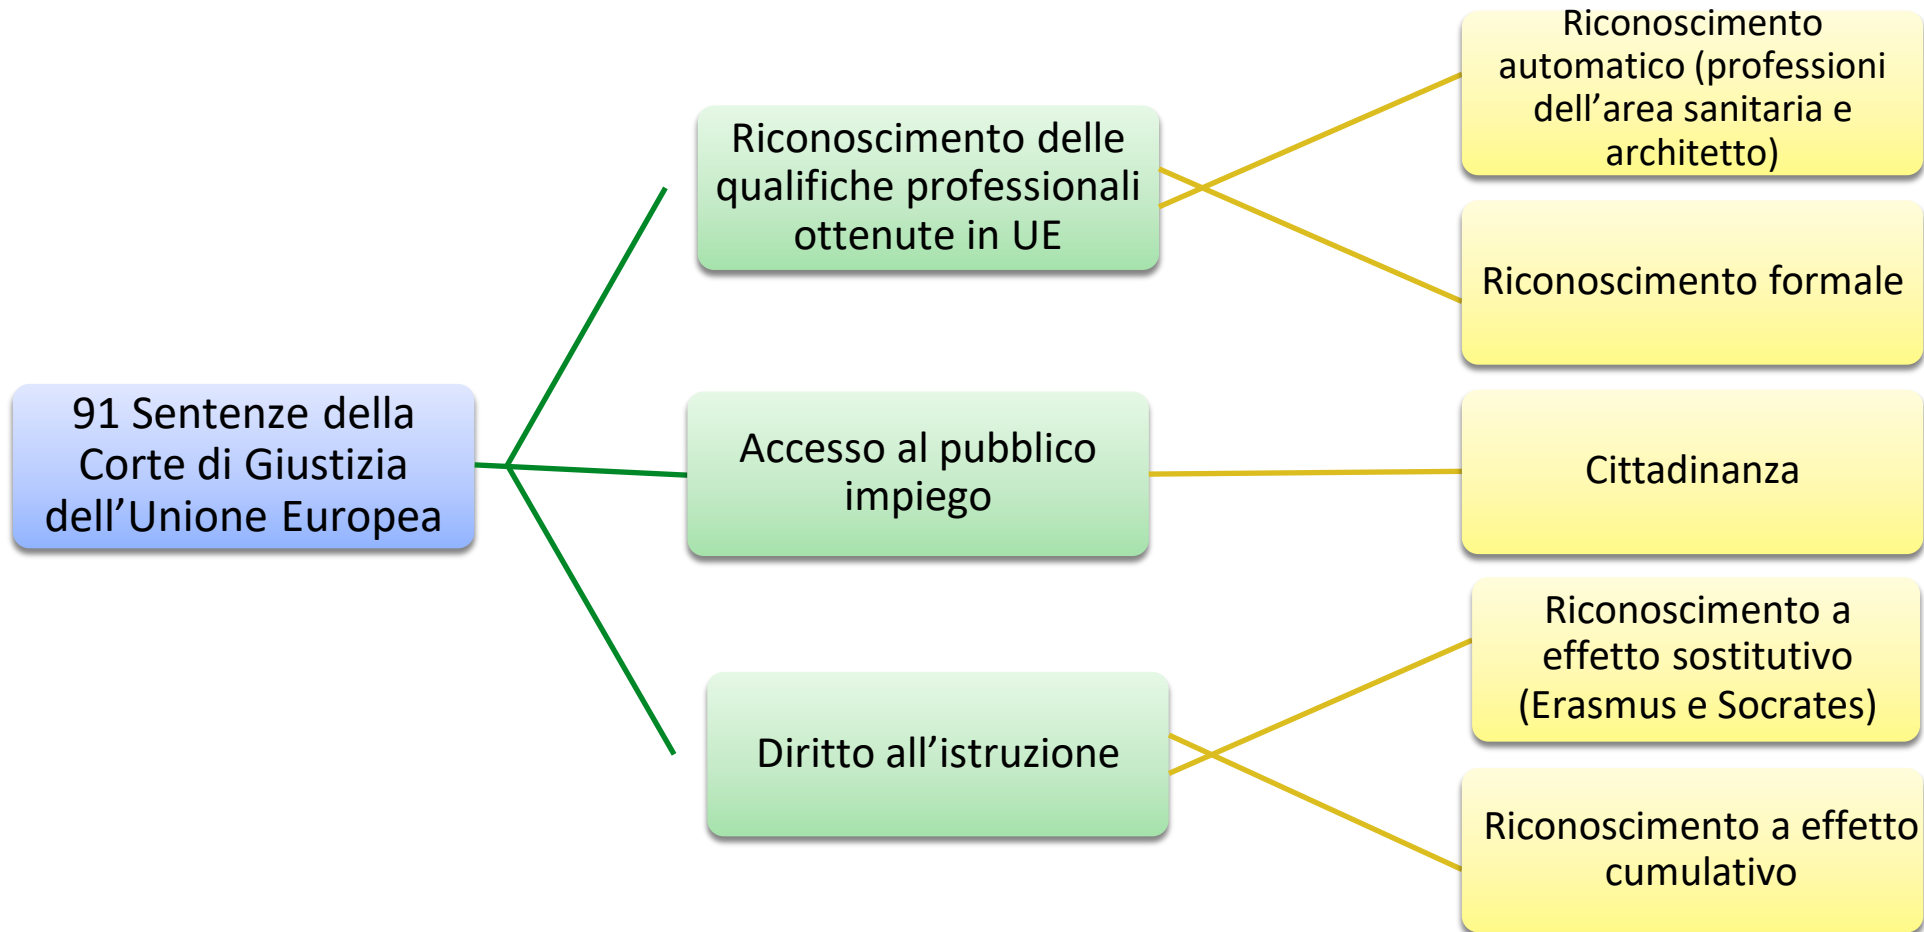 91 Sentenze della
Corte di Giustizia
dell’Unione Europea
Riconoscimento delle
qualifiche professionali
ottenute in UE
Riconoscimento
automatico (professioni
dell’area sanitaria e
architetto)
Riconoscimento formale
Accesso al pubblico
impiego
Cittadinanza
Diritto all’istruzione
Riconoscimento a
effetto sostitutivo
(Erasmus e Socrates)
Riconoscimento a effetto
cumulativo